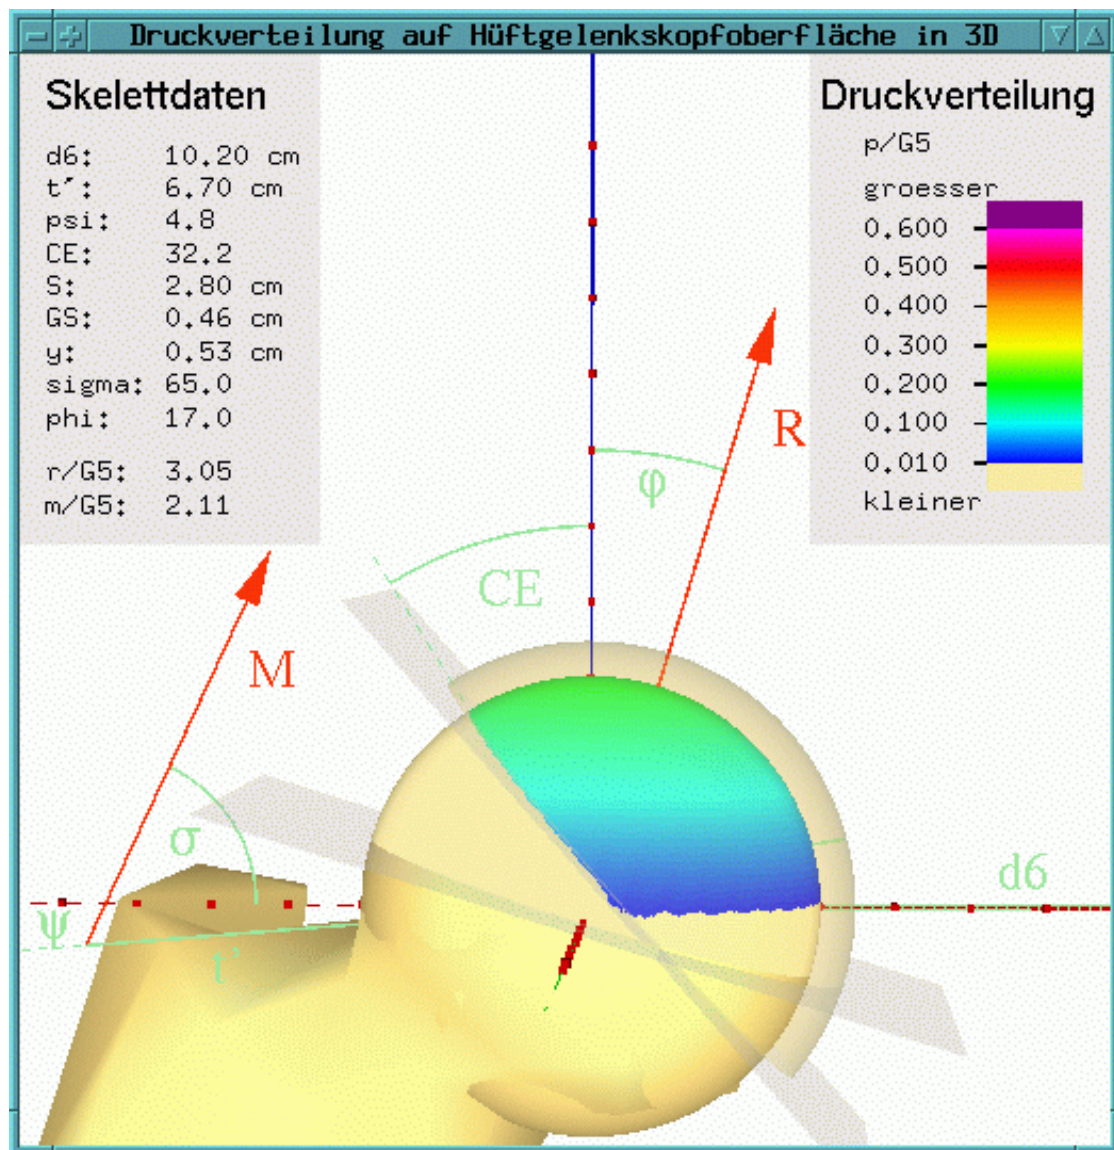 Druckverteilung auf Hüftgelenkskopfoberfläche in 3D
Skelettdaten
d6: 10.20 cm
t´: 6.70 cm
psi: 4.8
CE: 32.2
S: 2.80 cm
GS: 0.46 cm
y: 0.53 cm
sigma: 65.0
phi: 17.0
r/G5: 3.05
m/G5: 2.11
Druckverteilung
p/G5
groesser
0.600
0.500
0.400
0.300
0.200
0.100
0.010
kleiner
R
φ
CE
M
σ
d6
ψ
t'